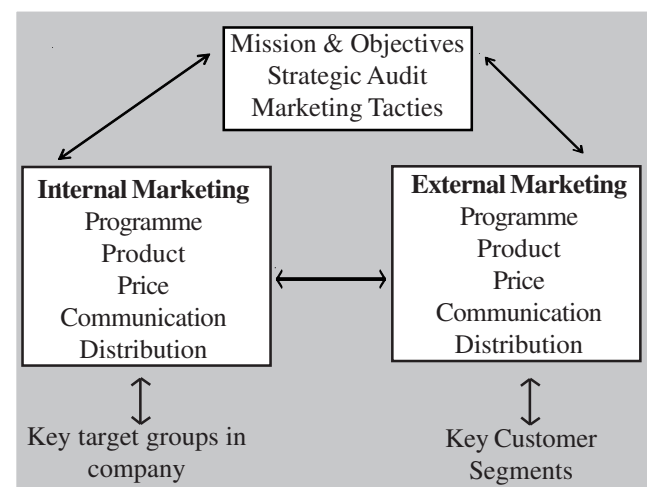 Mission & Objectives
Strategic Audit
Marketing Tacties
Internal Marketing
Programme
Product
Price
Communication
Distribution
External Marketing
Programme
Product
Price
Communication
Distribution
Key target groups in
company
Key Customer
Segments